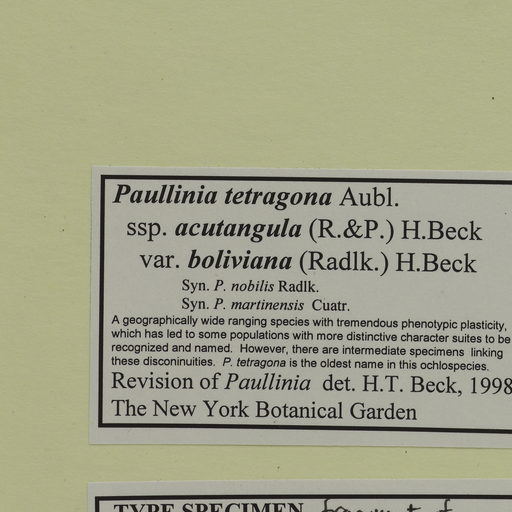 Paullinia tetragona Aubl.
ssp. acutangula (R.&P.) H.Beck
var. boliviana (Radlk.) H.Beck
Syn. P. nobilis Radlk.
Syn. P. martinensis Cuatr.
A geographically wide ranging species with tremendous phenotypic plasticity,
which has led to some populations with more distinctive character suites to be
recognized and named. However, there are intermediate specimens linking
these disconinuities. P. tetragona is the oldest name in this ochlospecies.
Revision of Paullinia det. H.T. Beck, 1998
The New York Botanical Garden
TYPE SPECIMEN fragment of